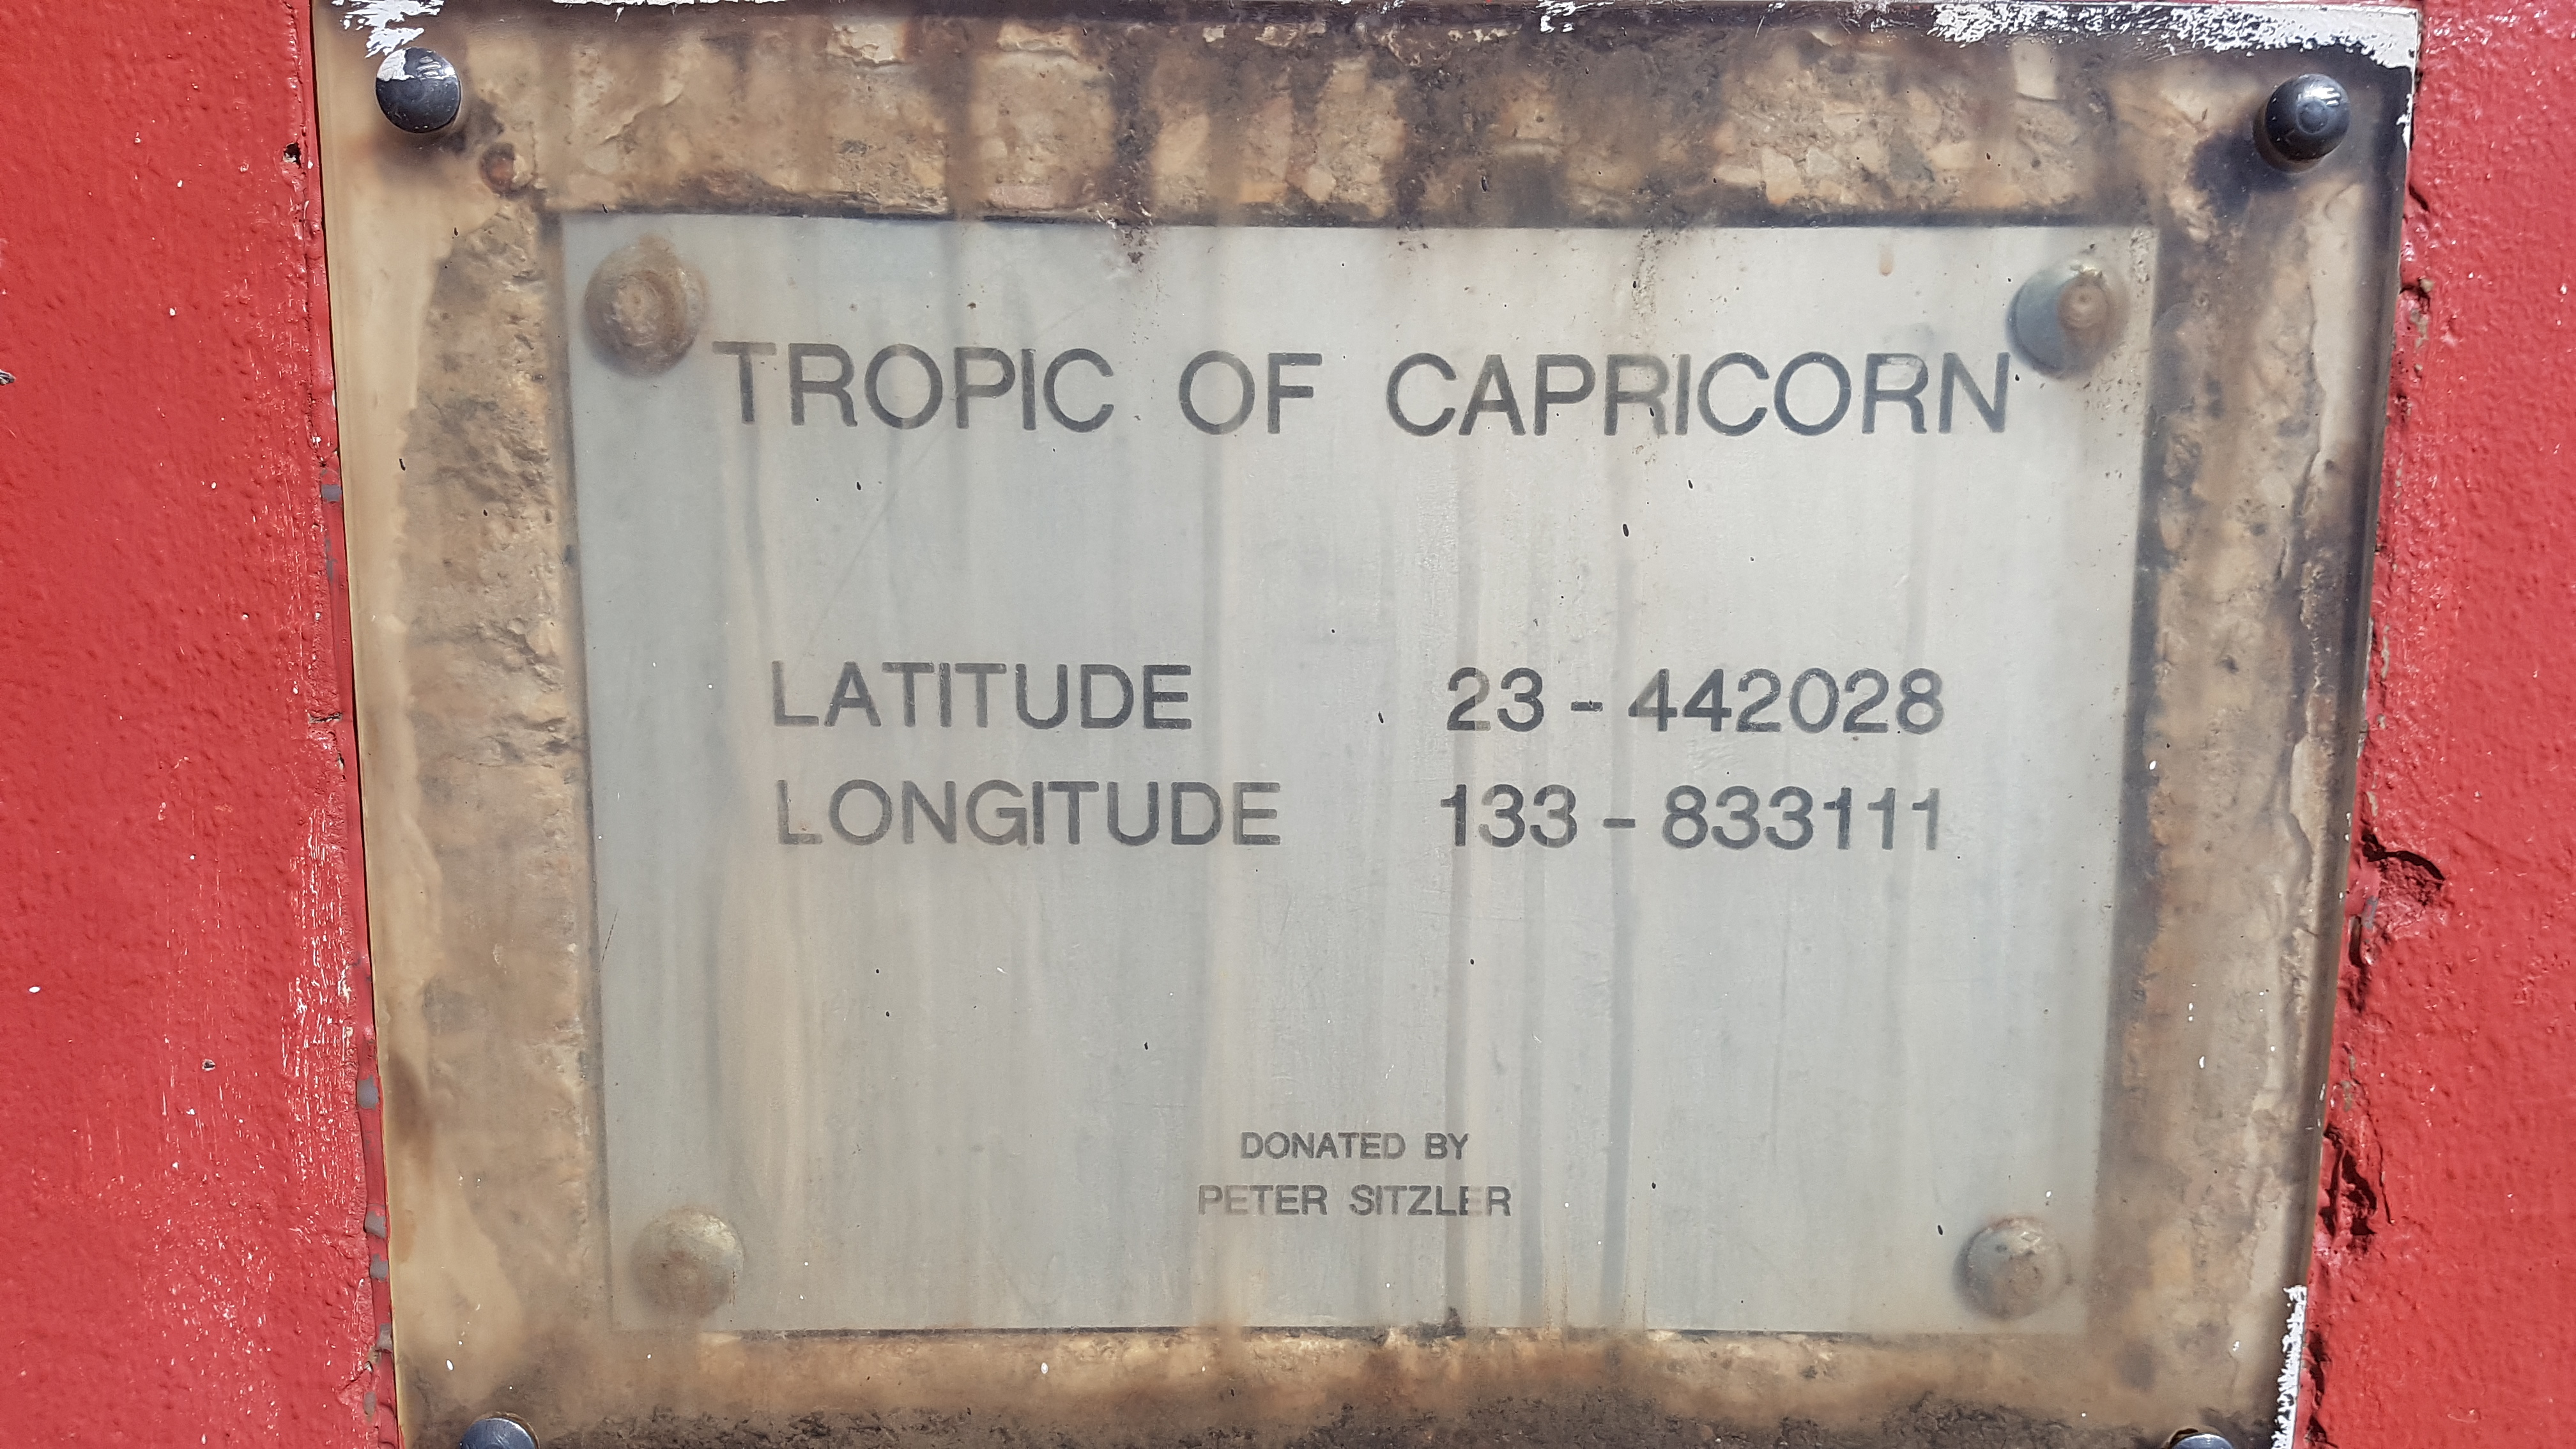 TROPIC OF CAPRICORN
LATITUDE 23-442028
LONGITUDE 133-833111
DONATED BY
PETER SITZLER